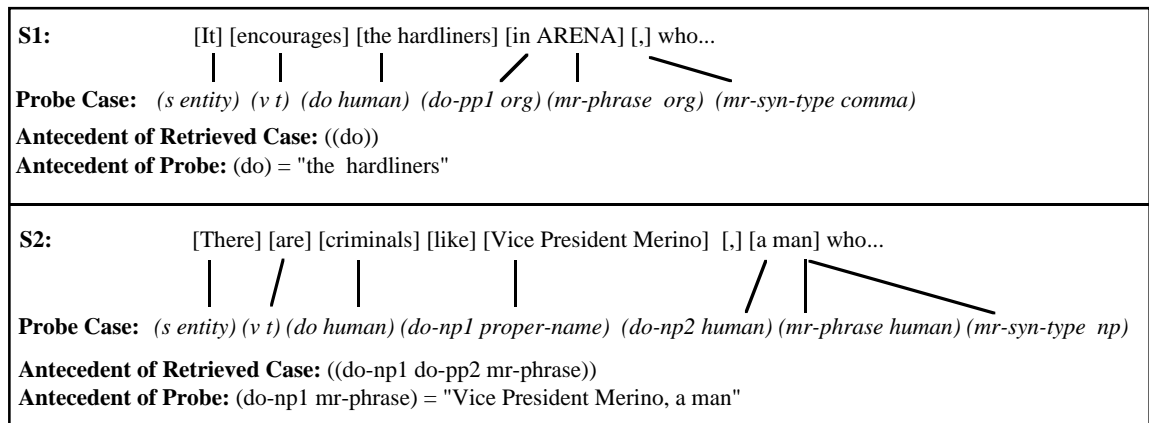 S1: [It] [encourages] [the hardliners] [in ARENA] [,] who...
Probe Case: (s entity) (v t) (do human) (do-pp1 org) (mr-phrase org) (mr-syn-type comma)
Antecedent of Retrieved Case: ((do))
Antecedent of Probe: (do) = "the hardliners"
S2: [There] [are] [criminals] [like] [Vice President Merino] [,] [a man] who...
Probe Case: (s entity) (v t) (do human) (do-np1 proper-name) (do-np2 human) (mr-phrase human) (mr-syn-type np)
Antecedent of Retrieved Case: ((do-np1 do-pp2 mr-phrase))
Antecedent of Probe: (do-np1 mr-phrase) = "Vice President Merino, a man"